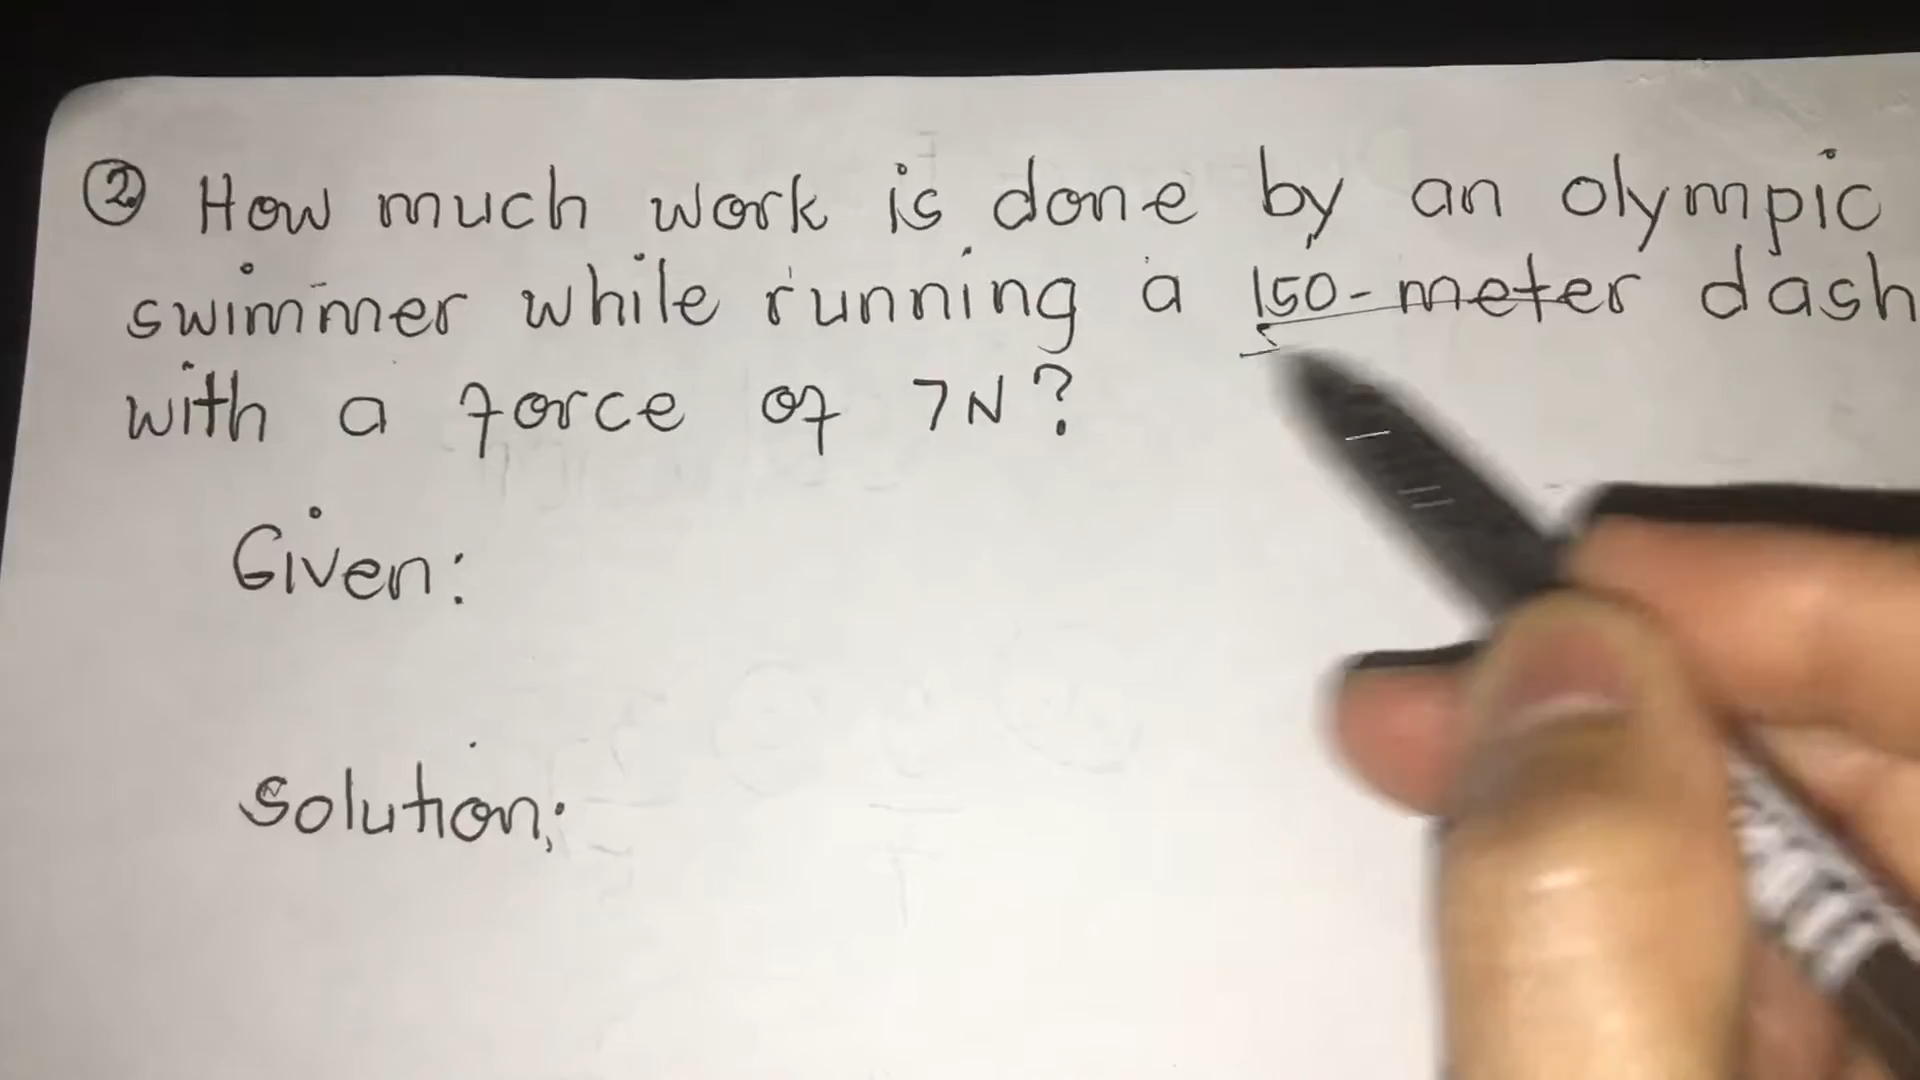 ② How much work is done by an olympic
swimmer while running a 150-meter dash
with a force of 7N?
Given:
Solution: